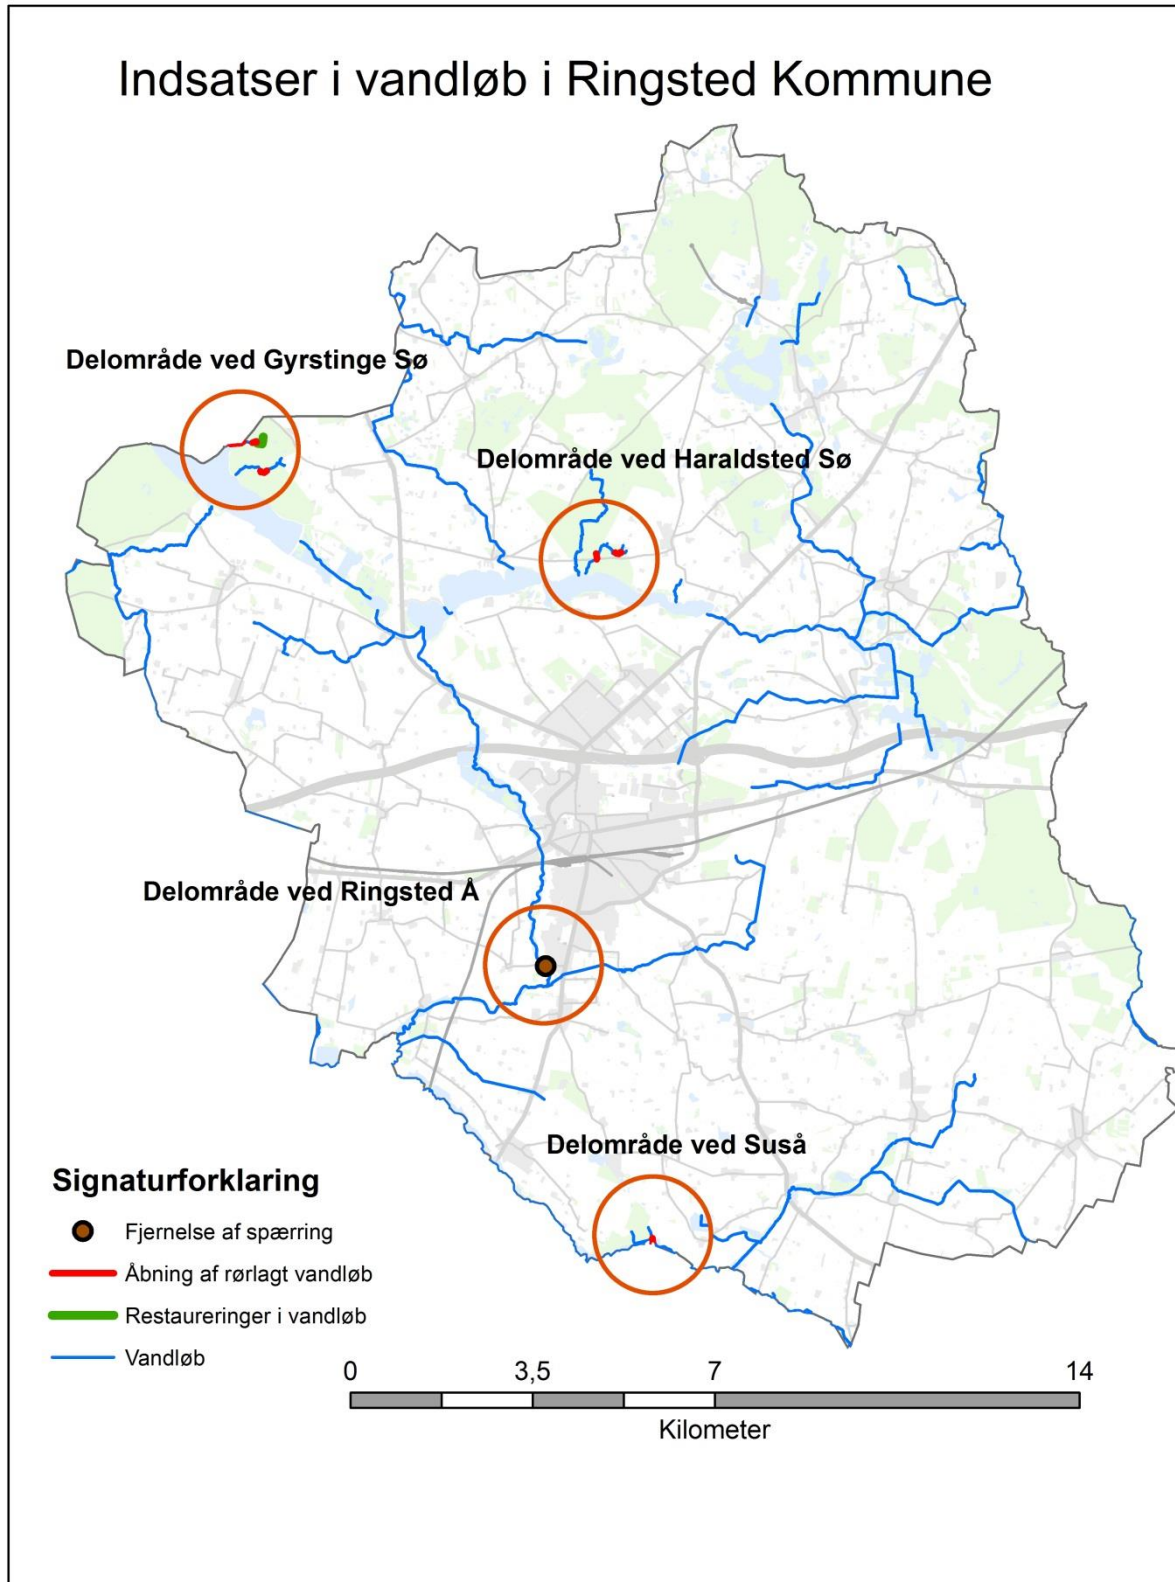 Indsatser i vandløb i Ringsted Kommune
Delområde ved Gyrstinge Sø
Delområde ved Haraldsted Sø
Delområde ved Ringsted Å
Delområde ved Suså
Signaturforklaring
Fjernelse af spærring
Åbning af rørlagt vandløb
Restaureringer i vandløb
Vandløb
0 3,5 7 14
Kilometer